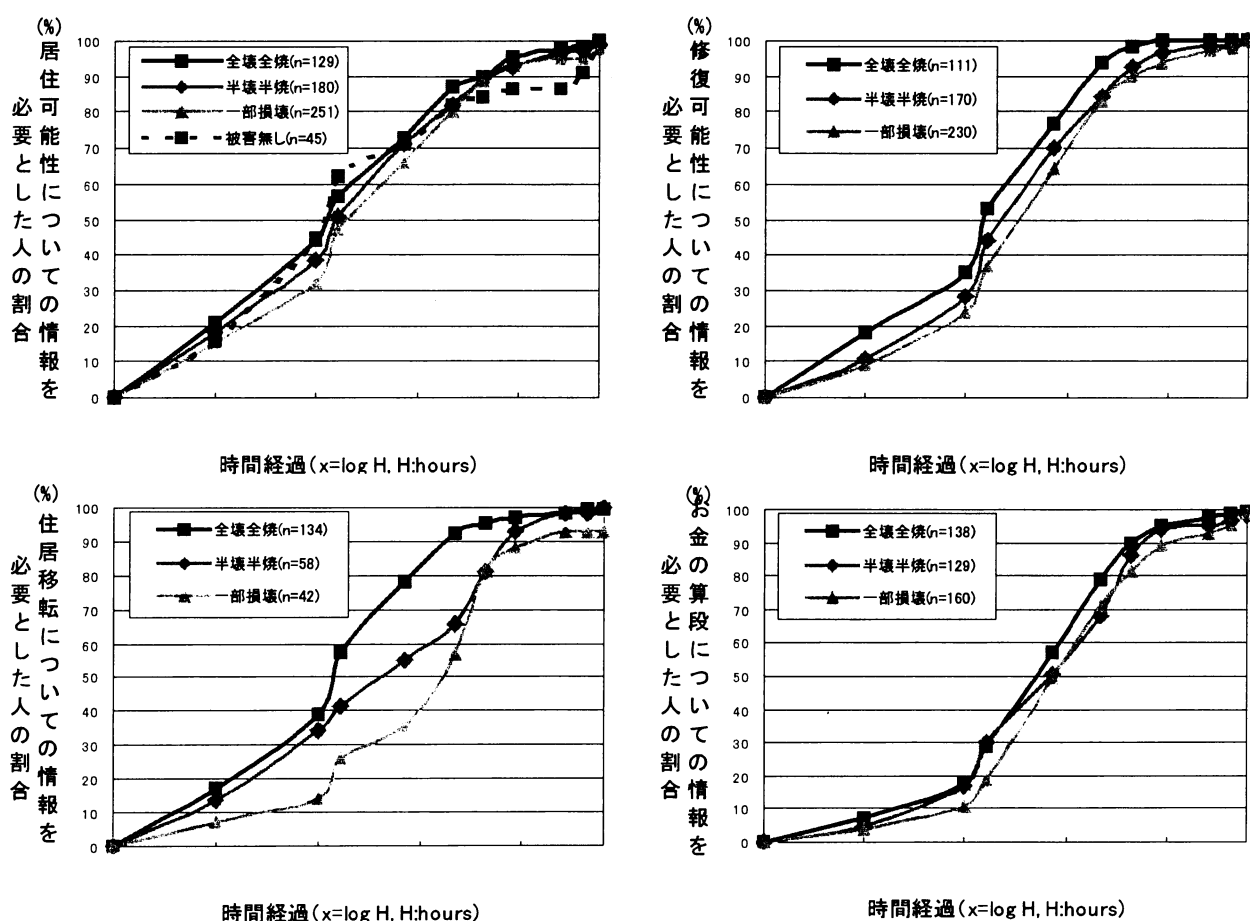 (%)
居住可能性についての情報を
必要とした人の割合
100
90
80
70
60
50
40
30
20
10
0
全壊全焼(n=129)
半壊半焼(n=180)
一部損壊(n=251)
被害無し(n=45)
時間経過(x=log H, H:hours)
(%)
修復可能性についての情報を
必要とした人の割合
100
90
80
70
60
50
40
30
20
10
0
全壊全焼(n=111)
半壊半焼(n=170)
一部損壊(n=230)
時間経過(x=log H, H:hours)
(%)
住居移転についての情報を
必要とした人の割合
100
90
80
70
60
50
40
30
20
10
0
全壊全焼(n=134)
半壊半焼(n=58)
一部損壊(n=42)
時間経過(x=log H, H:hours)
(%)
お金の算段についての情報を
必要とした人の割合
100
90
80
70
60
50
40
30
20
10
0
全壊全焼(n=138)
半壊半焼(n=129)
一部損壊(n=160)
時間経過(x=log H, H:hours)